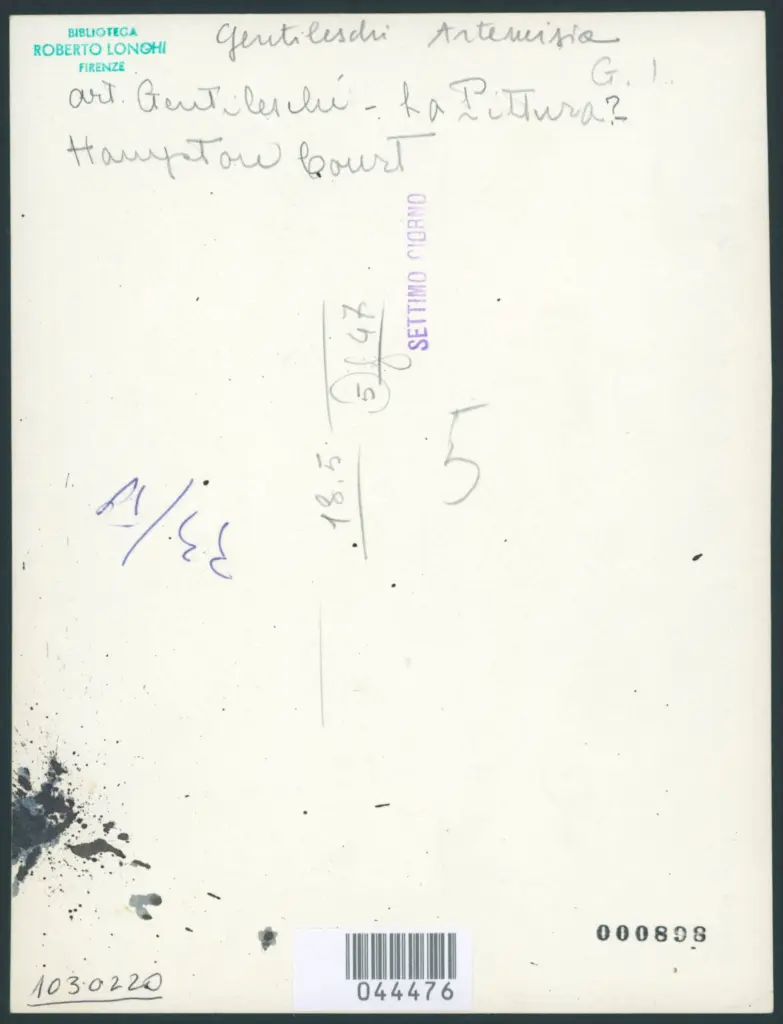 BIBLIOTECA
ROBERTO LONGHI
FIRENZE
Gentileschi Artemisia
G. I.
art. Gentileschi - La Pittura?
Hampton Court
SETTIMO GIORNO
5 47
18.5
5
000898
103.0220
044476